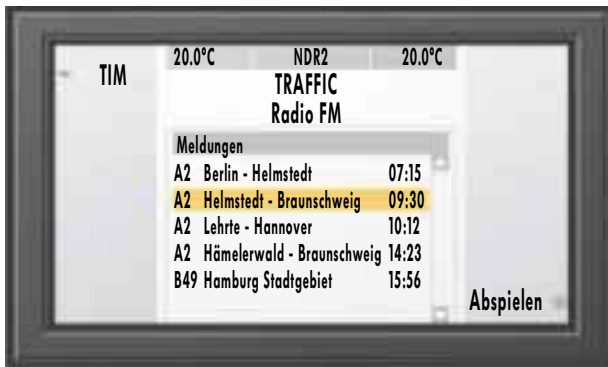 20.0°C NDR2 20.0°C
TIM
TRAFFIC
Radio FM
Meldungen
A2 Berlin - Helmstedt 07:15
A2 Helmstedt - Braunschweig 09:30
A2 Lehrte - Hannover 10:12
A2 Hämelerwald - Braunschweig 14:23
B49 Hamburg Stadtgebiet 15:56
Abspielen